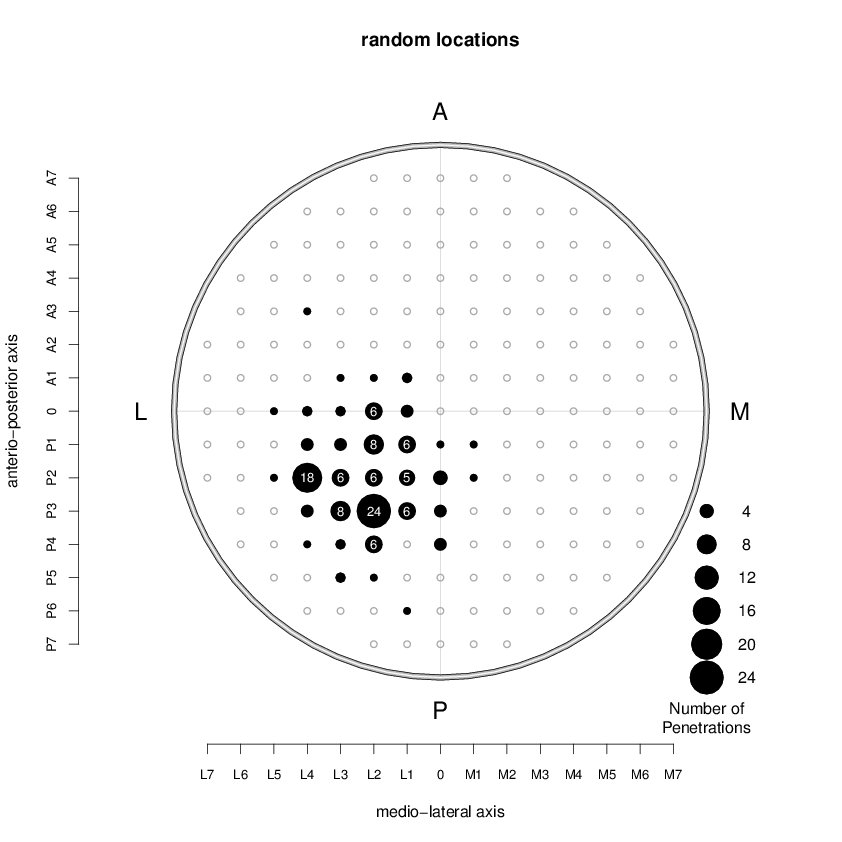 random locations
A
A7
A6
A5
A4
A3
A2
A1
0
P1
P2
P3
P4
P5
P6
P7
anterio−posterior axis
L
M
6
8 6
18 6 6 5
8 24 6
6
4
8
12
16
20
24
Number of
Penetrations
P
L7 L6 L5 L4 L3 L2 L1 0 M1 M2 M3 M4 M5 M6 M7
medio−lateral axis